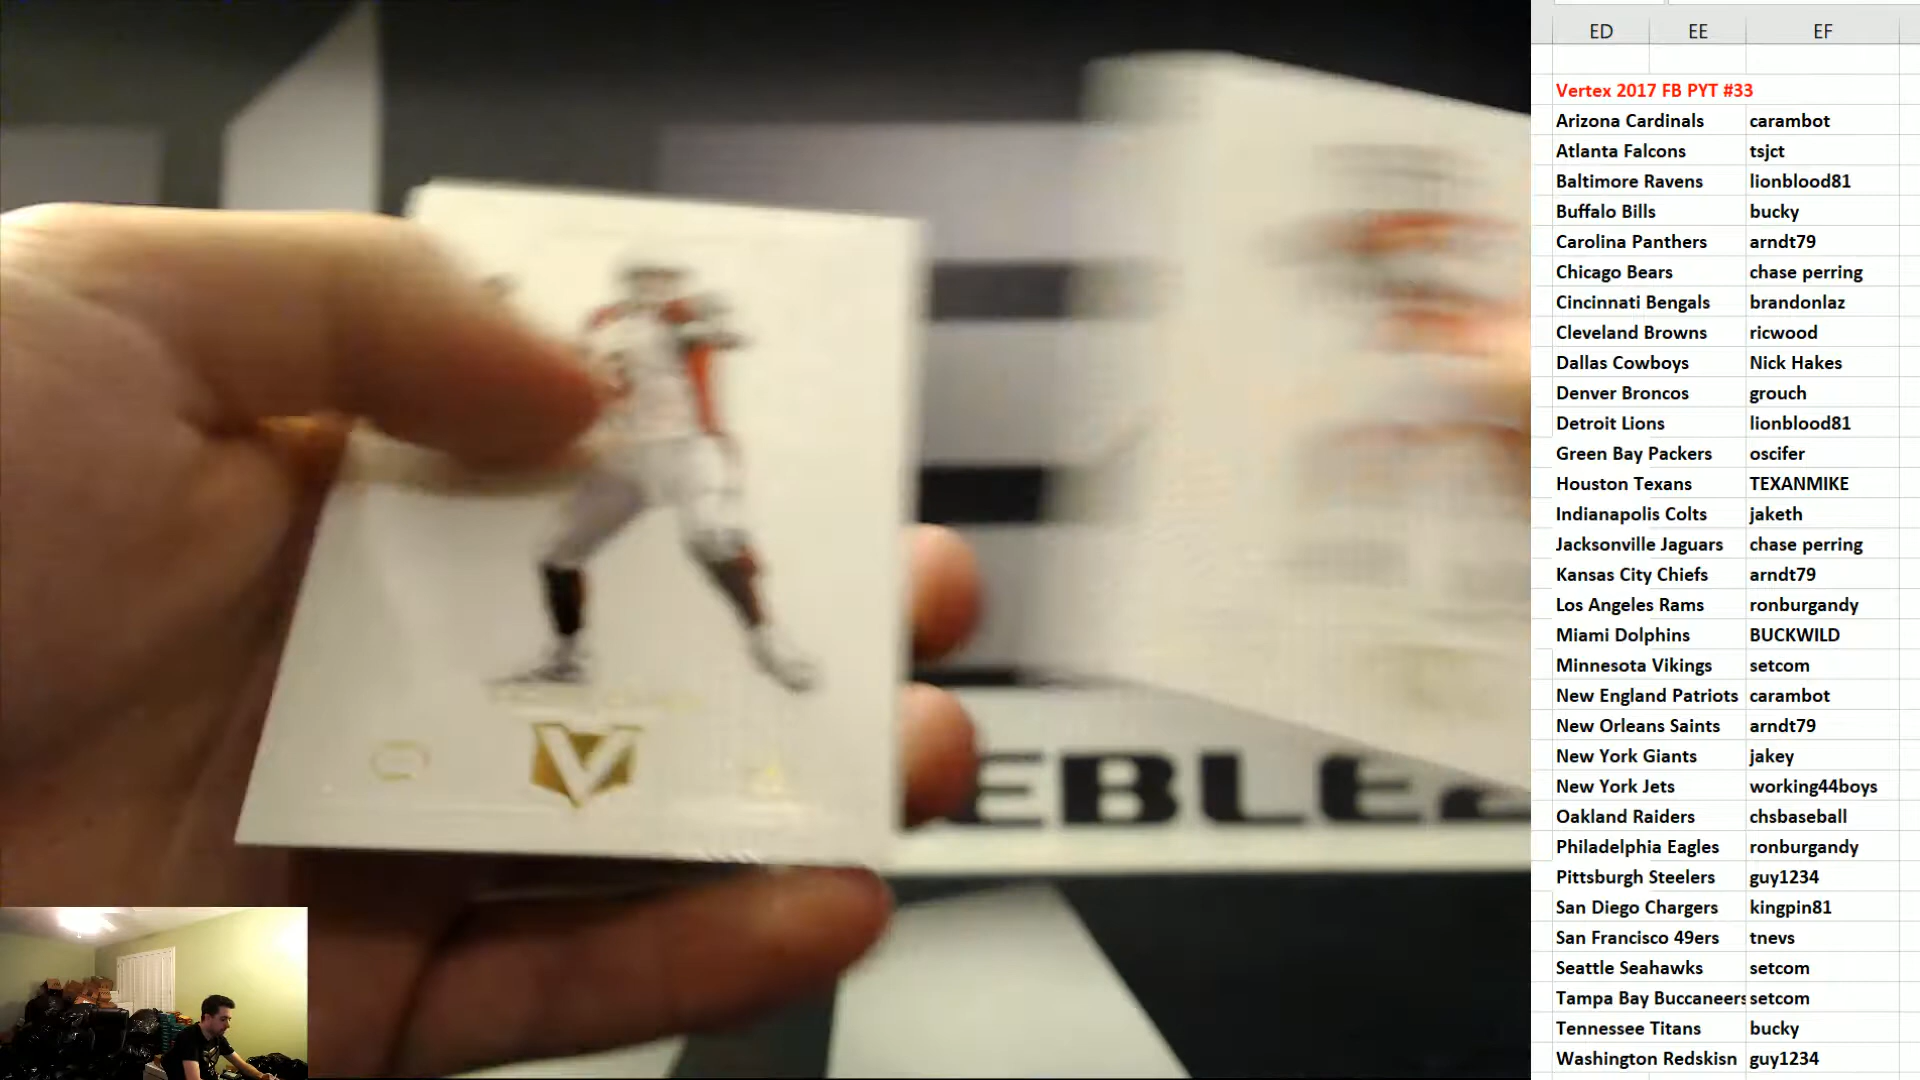 ED EE EF
Vertex 2017 FB PYT #33
Arizona Cardinals carambot
Atlanta Falcons tsjct
Baltimore Ravens lionblood81
Buffalo Bills bucky
Carolina Panthers arndt79
Chicago Bears chase perring
Cincinnati Bengals brandonlaz
Cleveland Browns ricwood
Dallas Cowboys Nick Hakes
Denver Broncos grouch
Detroit Lions lionblood81
Green Bay Packers oscifer
Houston Texans TEXANMIKE
Indianapolis Colts jaketh
Jacksonville Jaguars chase perring
Kansas City Chiefs arndt79
Los Angeles Rams ronburgandy
Miami Dolphins BUCKWILD
Minnesota Vikings setcom
New England Patriots carambot
New Orleans Saints arndt79
New York Giants jakey
New York Jets working44boys
Oakland Raiders chsbaseball
Philadelphia Eagles ronburgandy
Pittsburgh Steelers guy1234
San Diego Chargers kingpin81
San Francisco 49ers tnevs
Seattle Seahawks setcom
Tampa Bay Buccaneers setcom
Tennessee Titans bucky
Washington Redskisn guy1234
V
EBLEZ